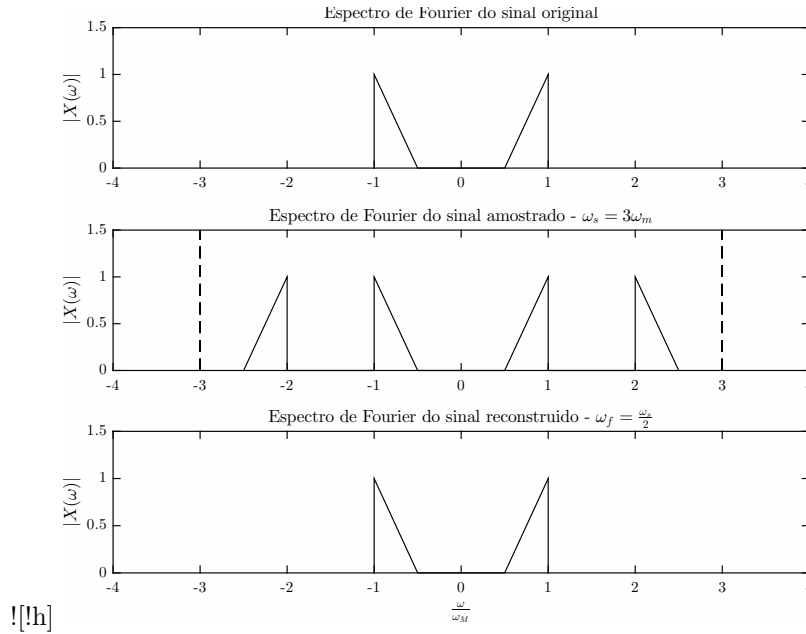 Espectro de Fourier do sinal original
1.5
1
0.5
0
|X(ω)|
-4 -3 -2 -1 0 1 2 3 4
Espectro de Fourier do sinal amostrado - ω_s = 3ω_m
1.5
1
0.5
0
|X(ω)|
-4 -3 -2 -1 0 1 2 3 4
Espectro de Fourier do sinal reconstruido - ω_f = ω_s/2
1.5
1
0.5
0
|X(ω)|
-4 -3 -2 -1 0 1 2 3 4
ω/ω_M
![!h]